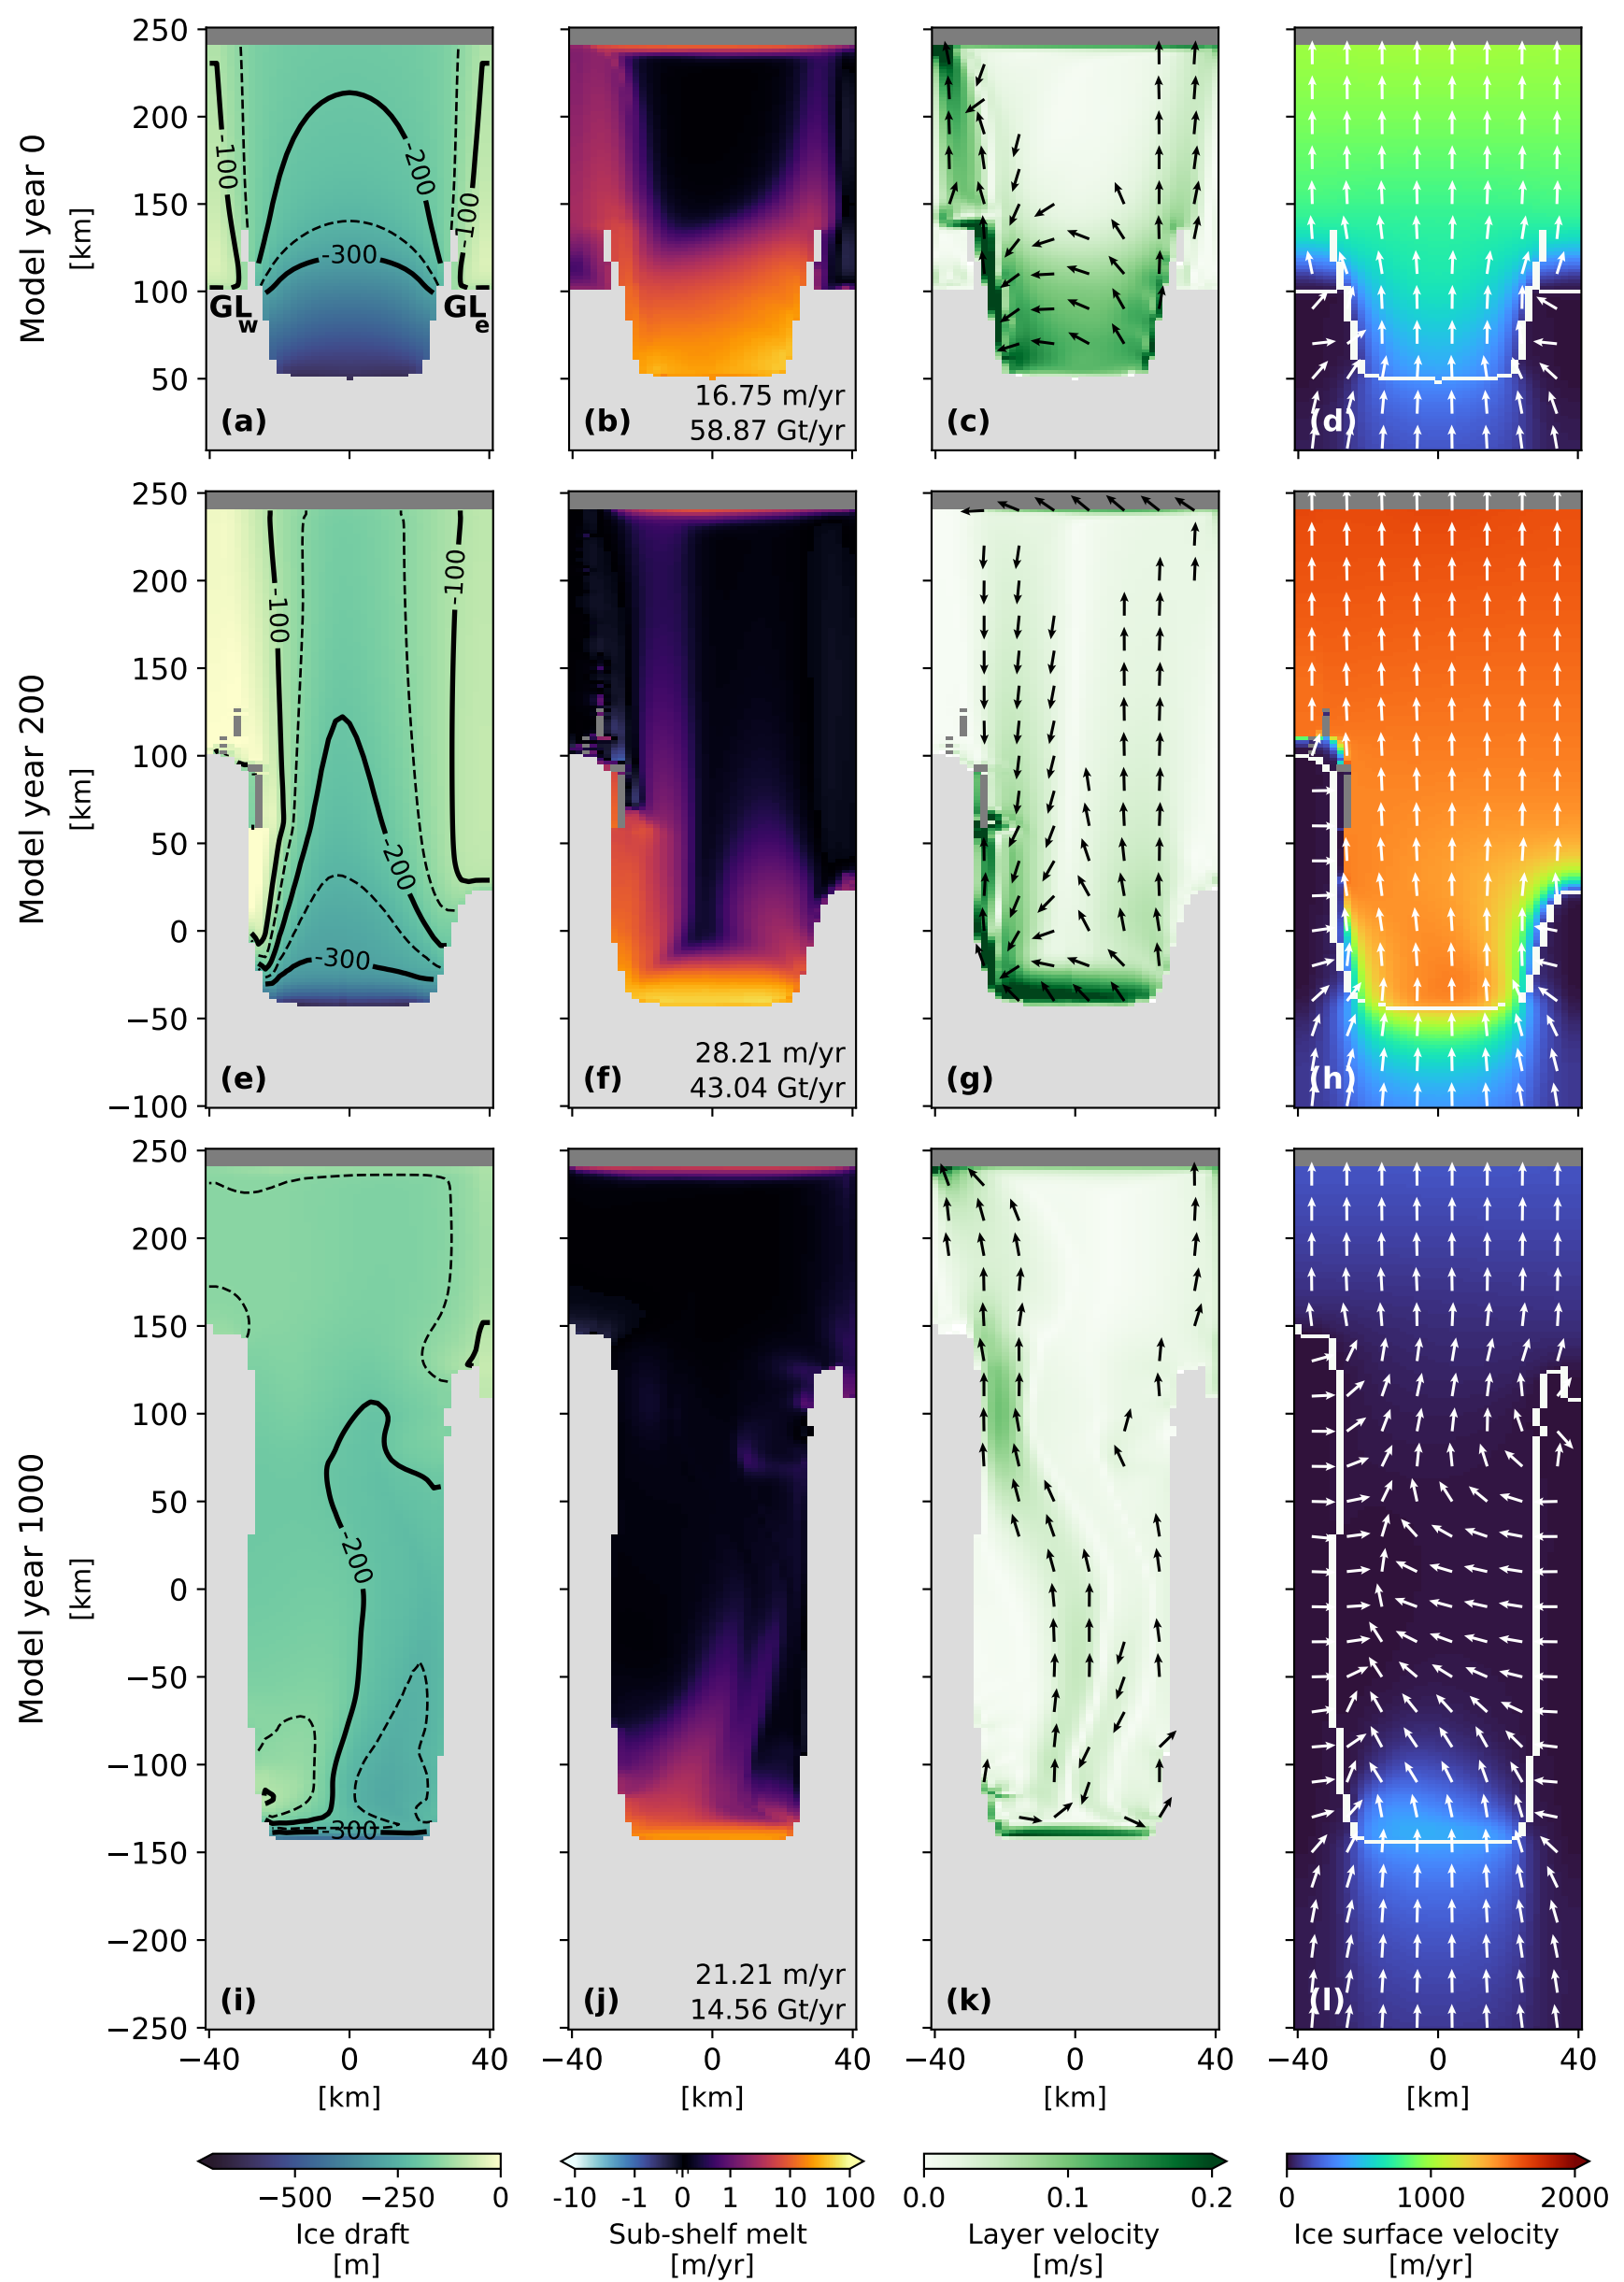 Model year 0
[km]
250
200
150
100
50
-100
-200
-100
-300
GLw
GLe
(a)
16.75 m/yr
(b)
58.87 Gt/yr
(c)
(d)
Model year 200
[km]
250
200
150
100
50
0
−50
−100
-100
-100
-200
-300
(e)
28.21 m/yr
(f)
43.04 Gt/yr
(g)
(h)
Model year 1000
[km]
250
200
150
100
50
0
−50
−100
−150
−200
−250
-200
-300
(i)
21.21 m/yr
(j)
14.56 Gt/yr
(k)
(l)
−40 0 40
−40 0 40
−40 0 40
−40 0 40
[km]
[km]
[km]
[km]
−500 −250 0
Ice draft
[m]
-10 -1 0 1 10 100
Sub-shelf melt
[m/yr]
0.0 0.1 0.2
Layer velocity
[m/s]
0 1000 2000
Ice surface velocity
[m/yr]